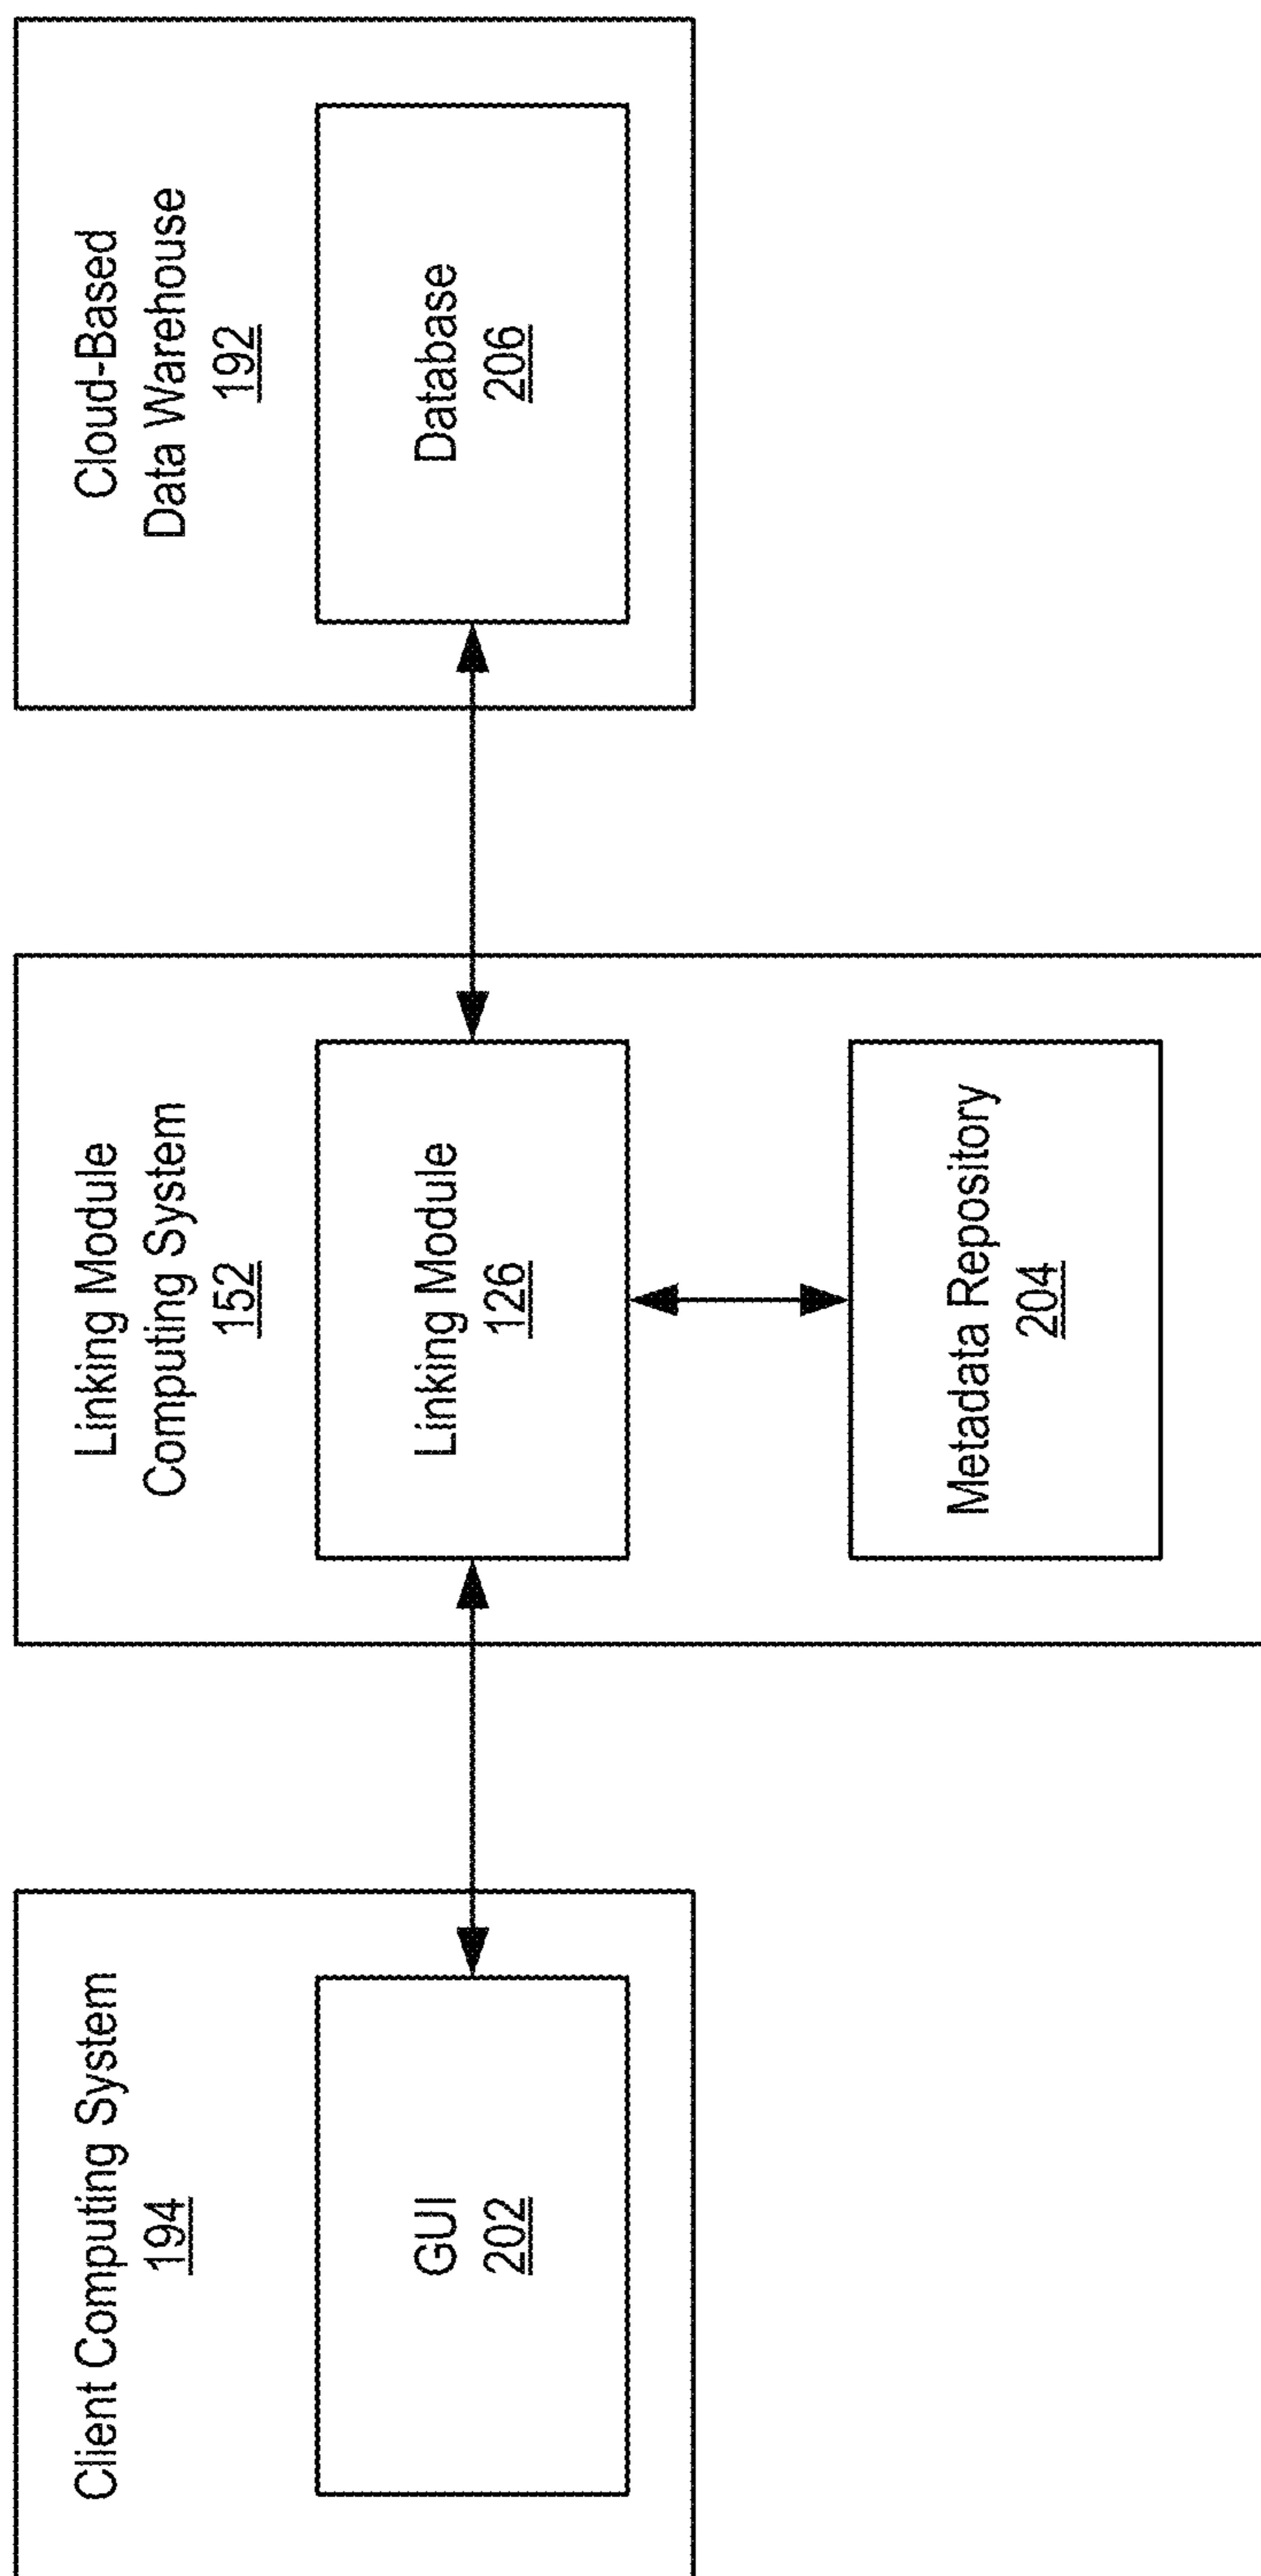 Client Computing System
194
GUI
202
Linking Module
Computing System
152
Linking Module
126
Metadata Repository
204
Cloud-Based
Data Warehouse
192
Database
206